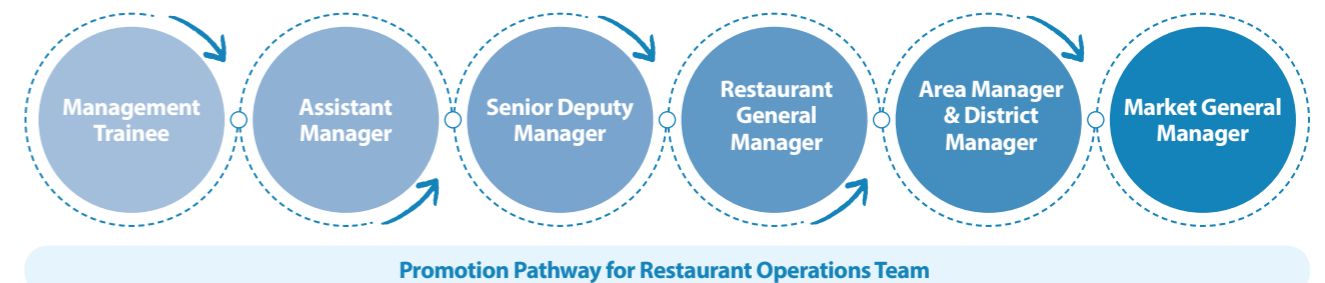 Management
Trainee
Assistant
Manager
Senior Deputy
Manager
Restaurant
General
Manager
Area Manager
& District
Manager
Market General
Manager
Promotion Pathway for Restaurant Operations Team